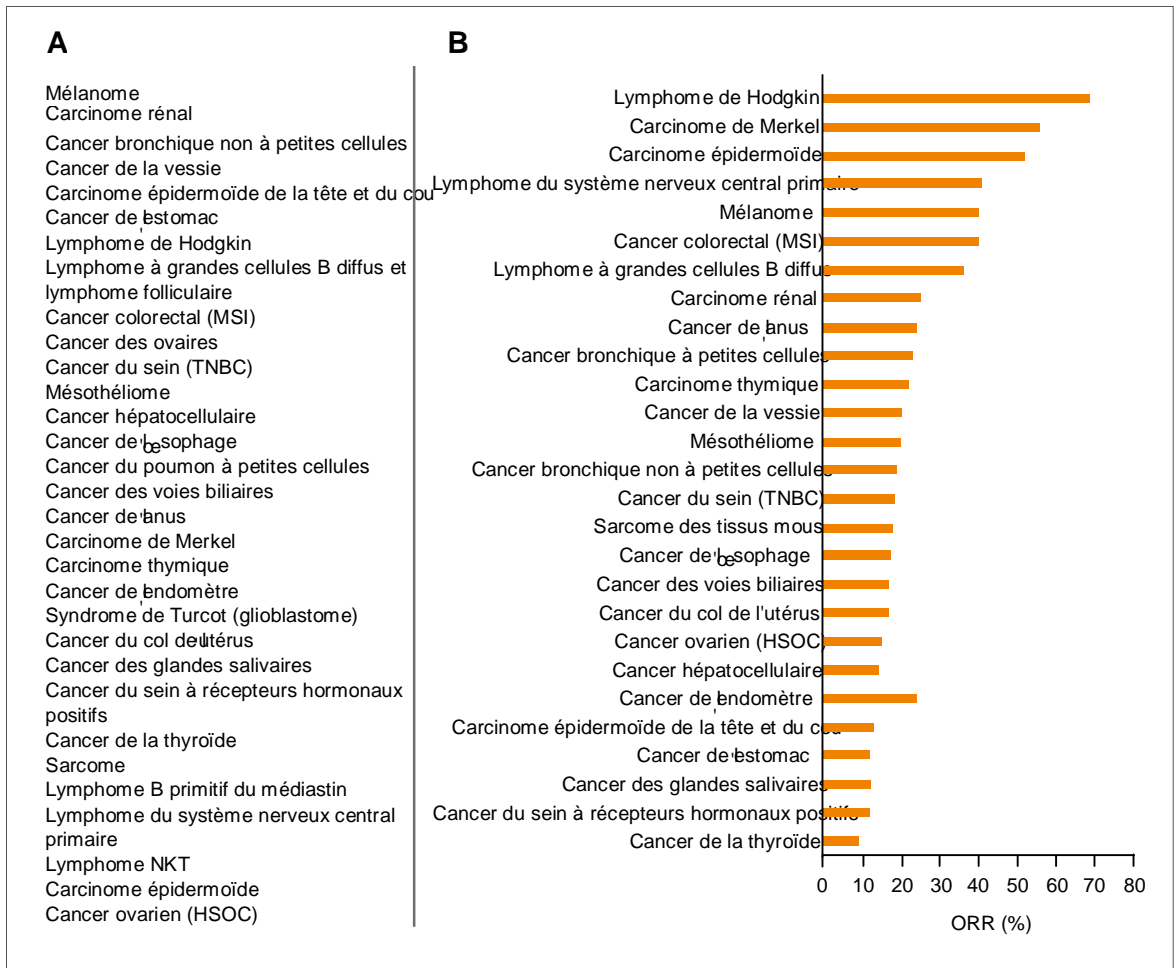 A
Mélanome
Carcinome rénal
Cancer bronchique non à petites cellules
Cancer de la vessie
Carcinome épidermoïde de la tête et du cou
Cancer de l'estomac
Lymphome de Hodgkin
Lymphome à grandes cellules B diffus et
lymphome folliculaire
Cancer colorectal (MSI)
Cancer des ovaires
Cancer du sein (TNBC)
Mésothéliome
Cancer hépatocellulaire
Cancer de l'œsophage
Cancer du poumon à petites cellules
Cancer des voies biliaires
Cancer de l'anus
Carcinome de Merkel
Carcinome thymique
Cancer de l'endomètre
Syndrome de Turcot (glioblastome)
Cancer du col de l'utérus
Cancer des glandes salivaires
Cancer du sein à récepteurs hormonaux
positifs
Cancer de la thyroïde
Sarcome
Lymphome B primitif du médiastin
Lymphome du système nerveux central
primaire
Lymphome NKT
Carcinome épidermoïde
Cancer ovarien (HSOC)
B
Lymphome de Hodgkin
Carcinome de Merkel
Carcinome épidermoïde
Lymphome du système nerveux central primaire
Mélanome
Cancer colorectal (MSI)
Lymphome à grandes cellules B diffus
Carcinome rénal
Cancer de l'anus
Cancer bronchique à petites cellules
Carcinome thymique
Cancer de la vessie
Mésothéliome
Cancer bronchique non à petites cellules
Cancer du sein (TNBC)
Sarcome des tissus mous
Cancer de l'œsophage
Cancer des voies biliaires
Cancer du col de l'utérus
Cancer ovarien (HSOC)
Cancer hépatocellulaire
Cancer de l'endomètre
Carcinome épidermoïde de la tête et du cou
Cancer de l'estomac
Cancer des glandes salivaires
Cancer du sein à récepteurs hormonaux positifs
Cancer de la thyroïde
0 10 20 30 40 50 60 70 80
ORR (%)